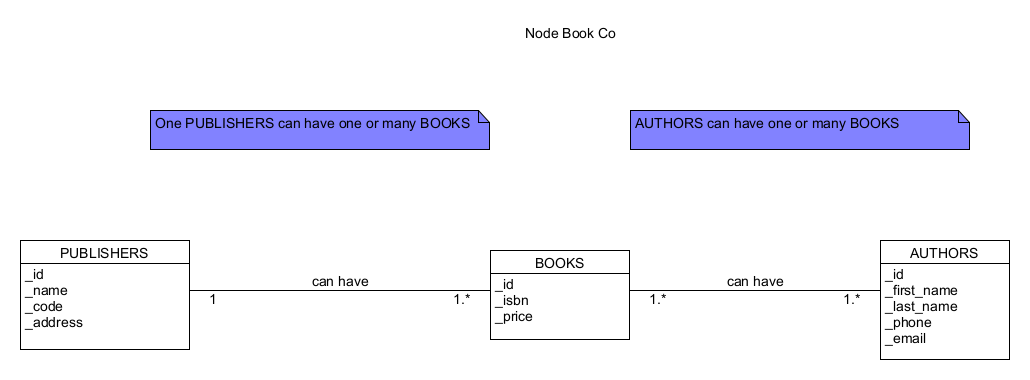 Node Book Co
One PUBLISHERS can have one or many BOOKS
AUTHORS can have one or many BOOKS
PUBLISHERS
_id
_name
_code
_address
can have
1
1.*
BOOKS
_id
_isbn
_price
can have
1.*
1.*
AUTHORS
_id
_first_name
_last_name
_phone
_email